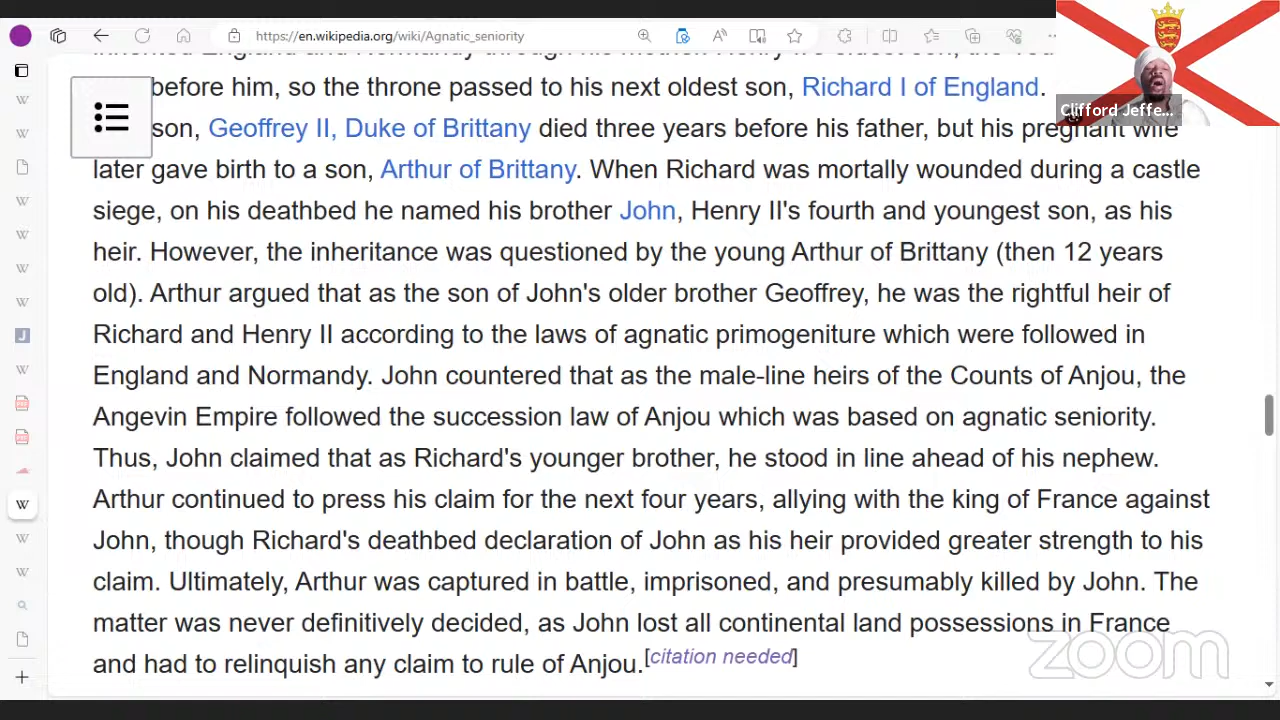 https://en.wikipedia.org/wiki/Agnatic_seniority
Clifford Jeffe...
before him, so the throne passed to his next oldest son, Richard I of England.
son, Geoffrey II, Duke of Brittany died three years before his father, but his pregnant wife
later gave birth to a son, Arthur of Brittany. When Richard was mortally wounded during a castle
siege, on his deathbed he named his brother John, Henry II's fourth and youngest son, as his
heir. However, the inheritance was questioned by the young Arthur of Brittany (then 12 years
old). Arthur argued that as the son of John's older brother Geoffrey, he was the rightful heir of
Richard and Henry II according to the laws of agnatic primogeniture which were followed in
England and Normandy. John countered that as the male-line heirs of the Counts of Anjou, the
Angevin Empire followed the succession law of Anjou which was based on agnatic seniority.
Thus, John claimed that as Richard's younger brother, he stood in line ahead of his nephew.
Arthur continued to press his claim for the next four years, allying with the king of France against
John, though Richard's deathbed declaration of John as his heir provided greater strength to his
claim. Ultimately, Arthur was captured in battle, imprisoned, and presumably killed by John. The
matter was never definitively decided, as John lost all continental land possessions in France
and had to relinquish any claim to rule of Anjou.[citation needed]
zoom